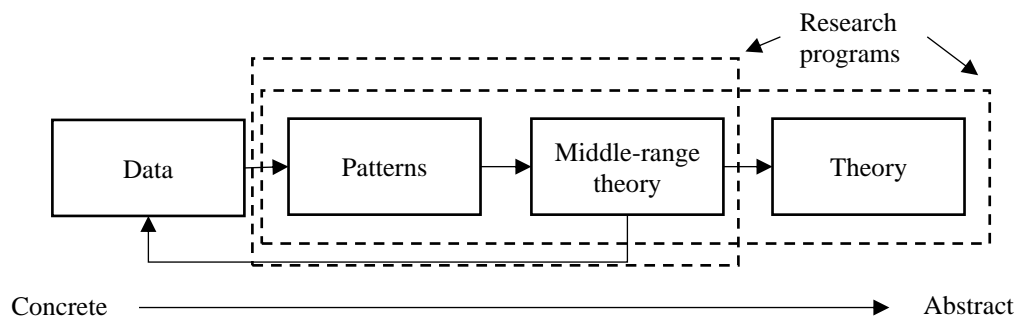 Research
programs
Data
Patterns
Middle-range
theory
Theory
Concrete
Abstract